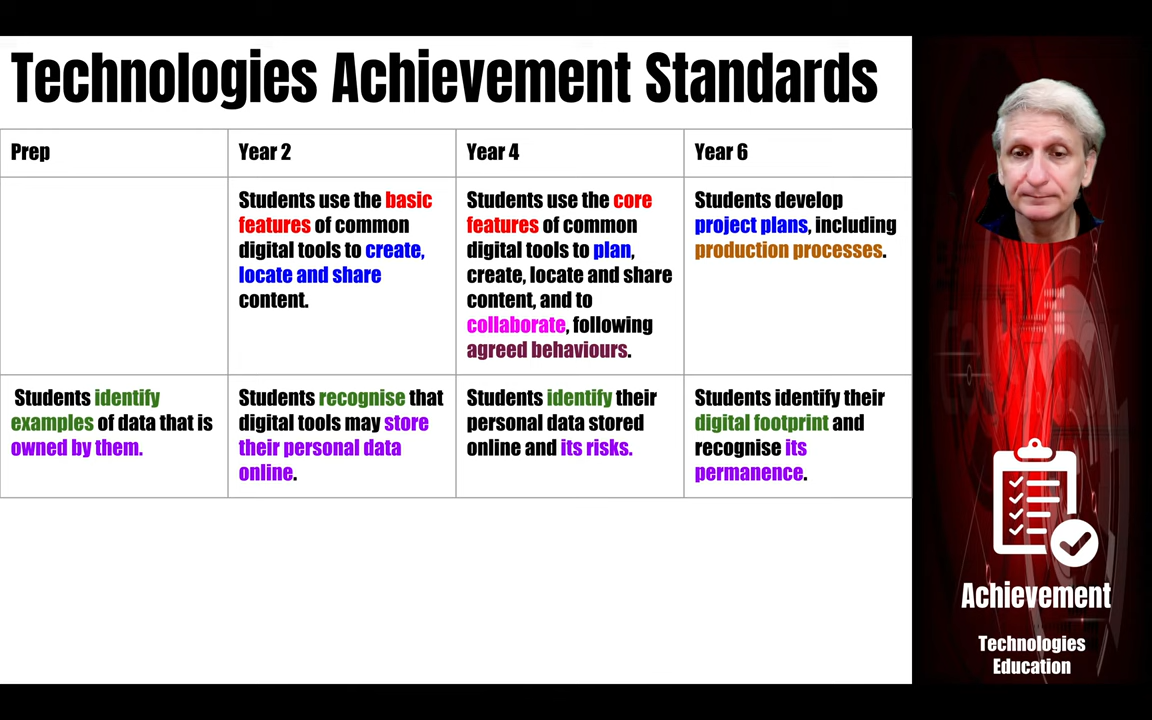 Technologies Achievement Standards
Prep
Year 2
Year 4
Year 6
Students use the basic
features of common
digital tools to create,
locate and share
content.
Students use the core
features of common
digital tools to plan,
create, locate and share
content, and to
collaborate, following
agreed behaviours.
Students develop
project plans, including
production processes.
Students identify
examples of data that is
owned by them.
Students recognise that
digital tools may store
their personal data
online.
Students identify their
personal data stored
online and its risks.
Students identify their
digital footprint and
recognise its
permanence.
Achievement
Technologies
Education